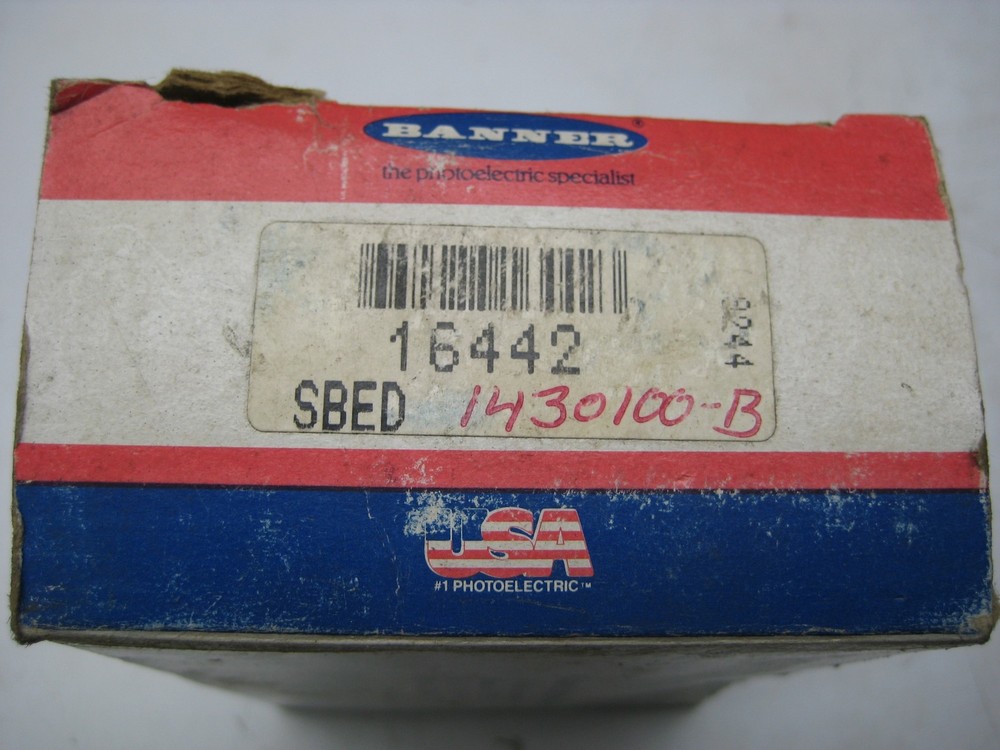 BANNER®
the photoelectric specialist
16442
9244
SBED 1430100-B
USA
#1 PHOTOELECTRIC™